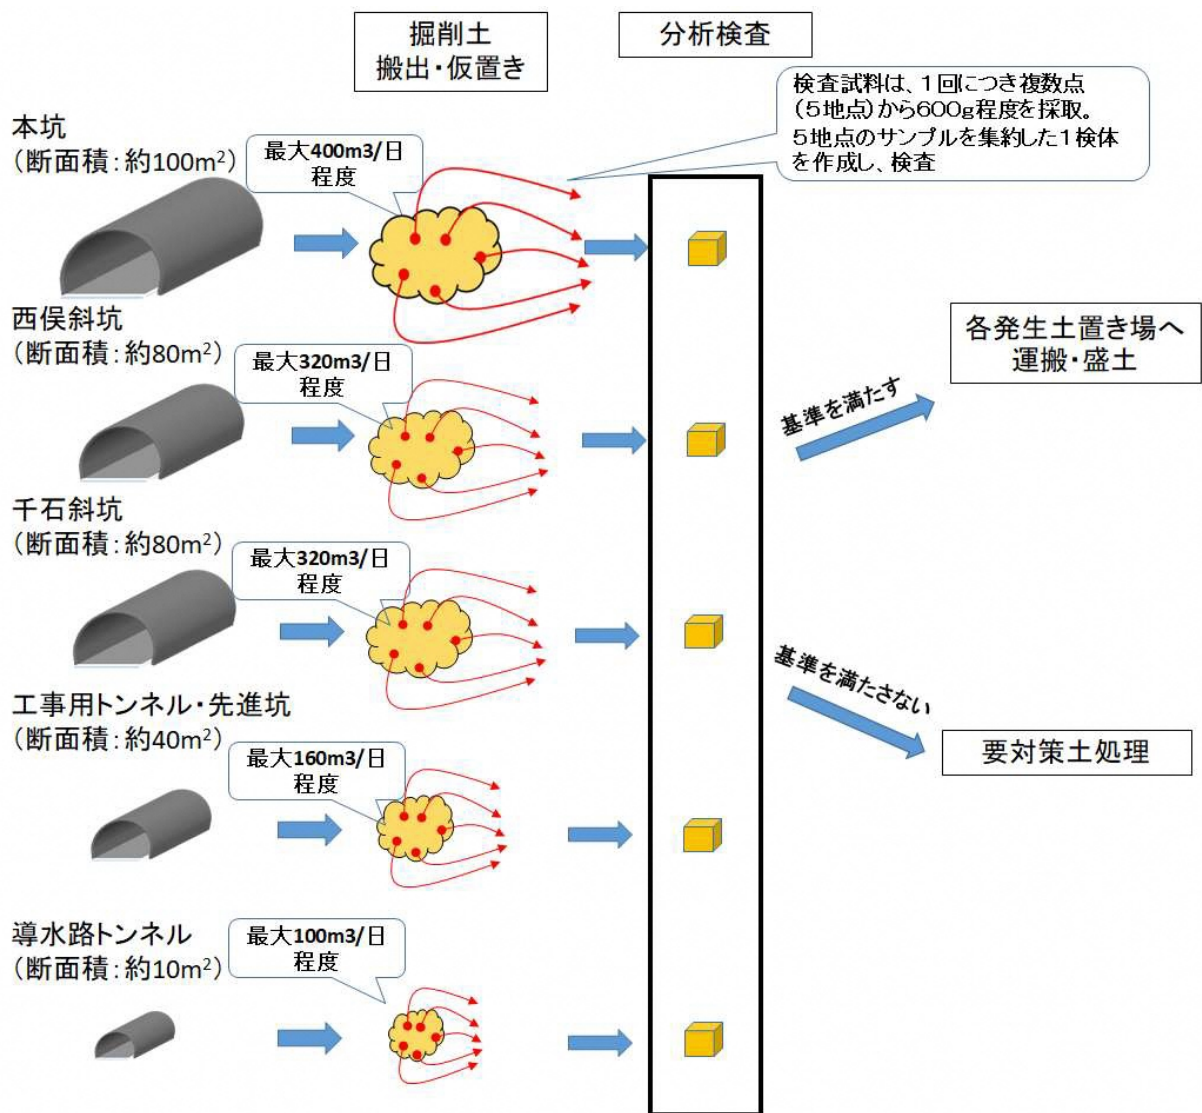 掘削土
搬出・仮置き
分析検査
検査試料は、1回につき複数点
（5地点）から600g程度を採取。
5地点のサンプルを集約した1検体
を作成し、検査
本坑
（断面積：約100m²）
最大400m3/日
程度
西俣斜坑
（断面積：約80m²）
最大320m3/日
程度
各発生土置き場へ
運搬・盛土
基準を満たす
千石斜坑
（断面積：約80m²）
最大320m3/日
程度
基準を満たさない
要対策土処理
工事用トンネル・先進坑
（断面積：約40m²）
最大160m3/日
程度
導水路トンネル
（断面積：約10m²）
最大100m3/日
程度